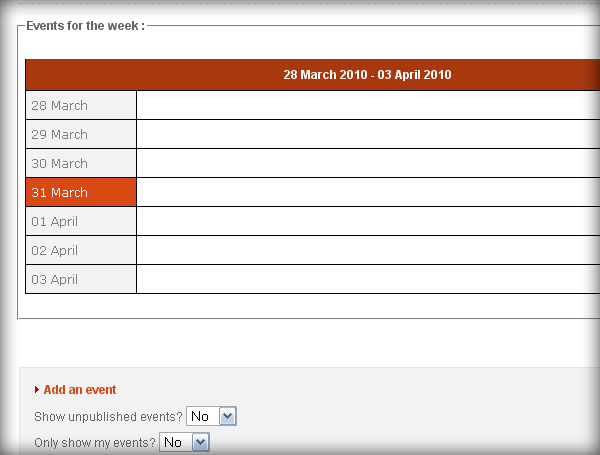 Events for the week :
28 March 2010 - 03 April 2010
28 March
29 March
30 March
31 March
01 April
02 April
03 April
Add an event
Show unpublished events? No
Only show my events? No